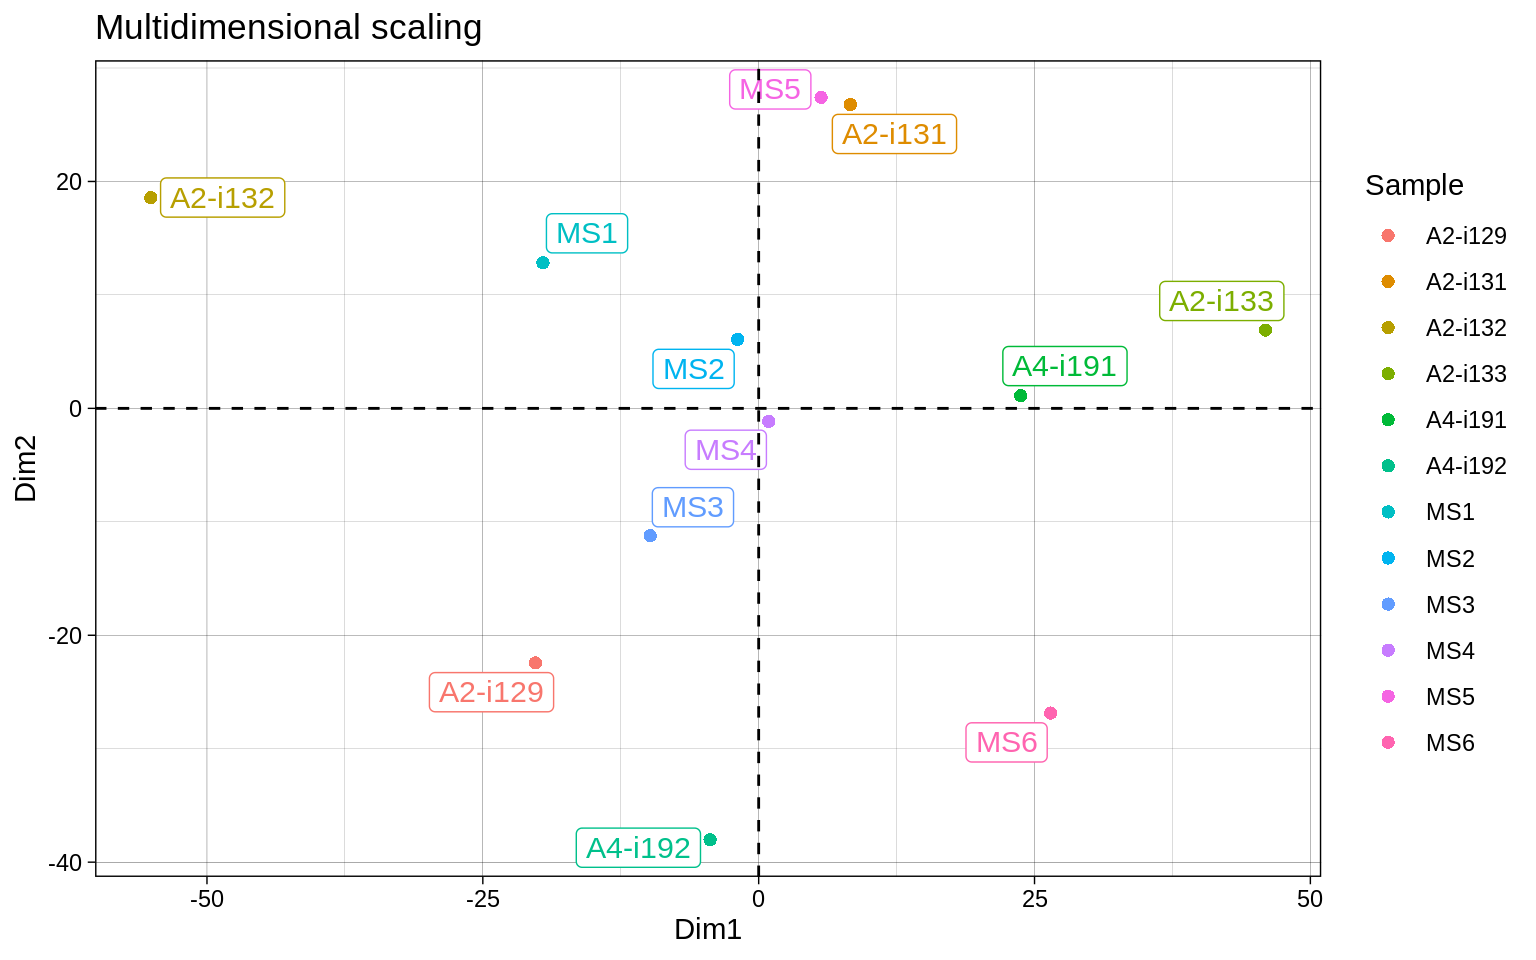 Multidimensional scaling
MS5
A2-i131
A2-i132
MS1
A2-i133
MS2
A4-i191
MS4
MS3
A2-i129
MS6
A4-i192
20
0
-20
-40
-50
-25
0
25
50
Dim1
Dim2
Sample
A2-i129
A2-i131
A2-i132
A2-i133
A4-i191
A4-i192
MS1
MS2
MS3
MS4
MS5
MS6